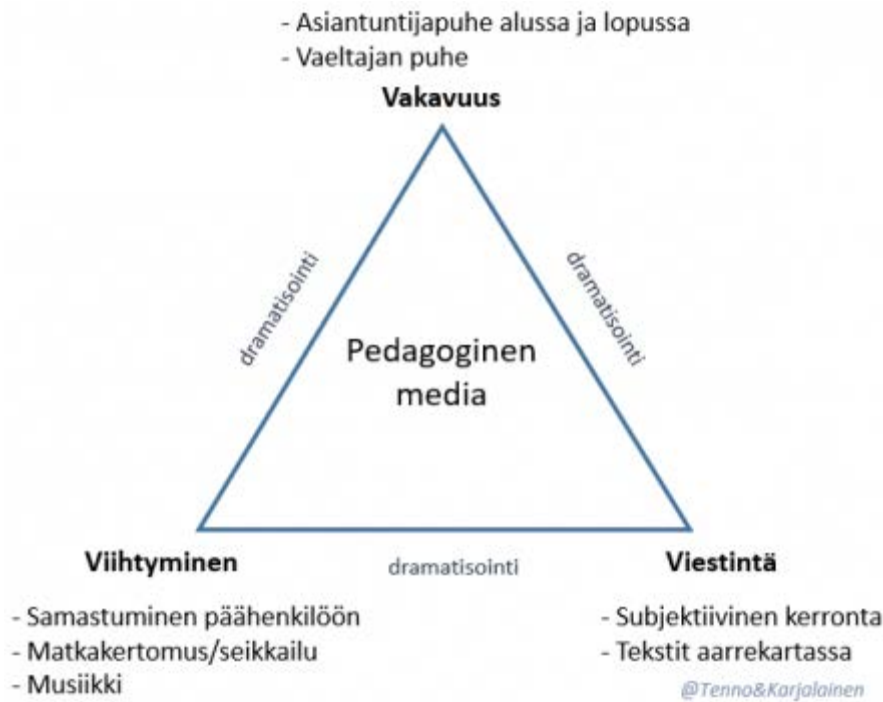 - Asiantuntijapuhe alussa ja lopussa
- Vaeltajan puhe
Vakavuus
dramatisointi
dramatisointi
Pedagoginen
media
Viihtyminen
dramatisointi
Viestintä
- Samastuminen päähenkilöön
- Matkakertomus/seikkailu
- Musiikki
- Subjektiivinen kerronta
- Tekstit aarrekartassa
@Tenno&Karjalainen